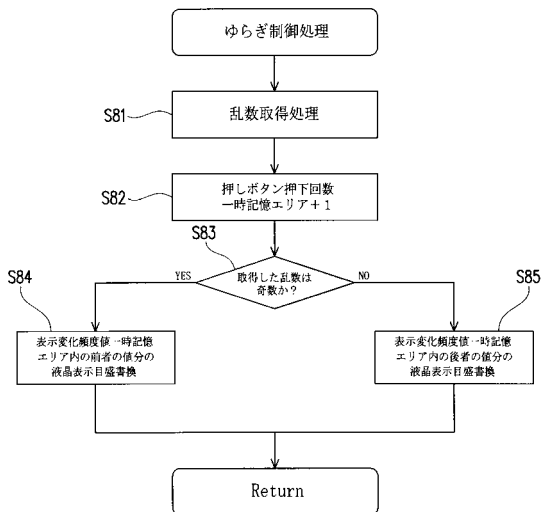 ゆらぎ制御処理
S81
乱数取得処理
S82
押しボタン押下回数
一時記憶エリア+1
S83
取得した乱数は
奇数か?
YES
NO
S84
表示変化頻度値一時記憶
エリア内の前者の値分の
液晶表示目盛書換
S85
表示変化頻度値一時記憶
エリア内の後者の値分の
液晶表示目盛書換
Return